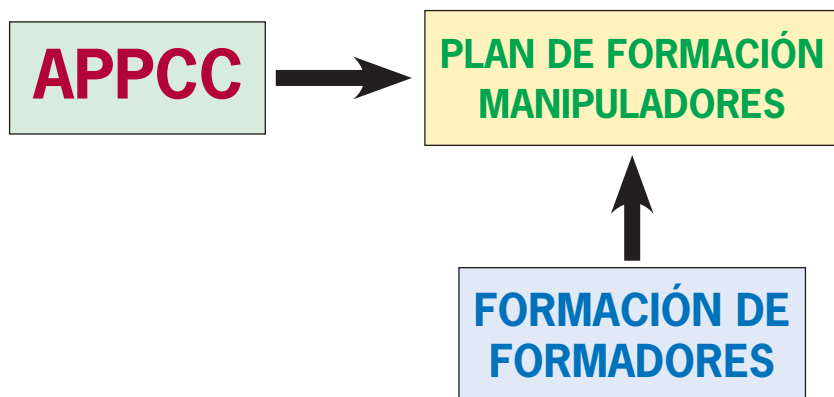 APPCC
PLAN DE FORMACIÓN
MANIPULADORES
FORMACIÓN DE
FORMADORES